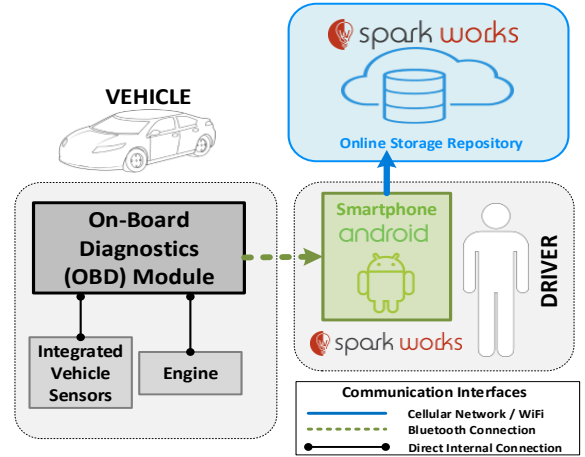 spark works
Online Storage Repository
VEHICLE
On-Board
Diagnostics
(OBD) Module
Integrated
Vehicle
Sensors
Engine
Smartphone
android
DRIVER
spark works
Communication Interfaces
Cellular Network / WiFi
Bluetooth Connection
Direct Internal Connection